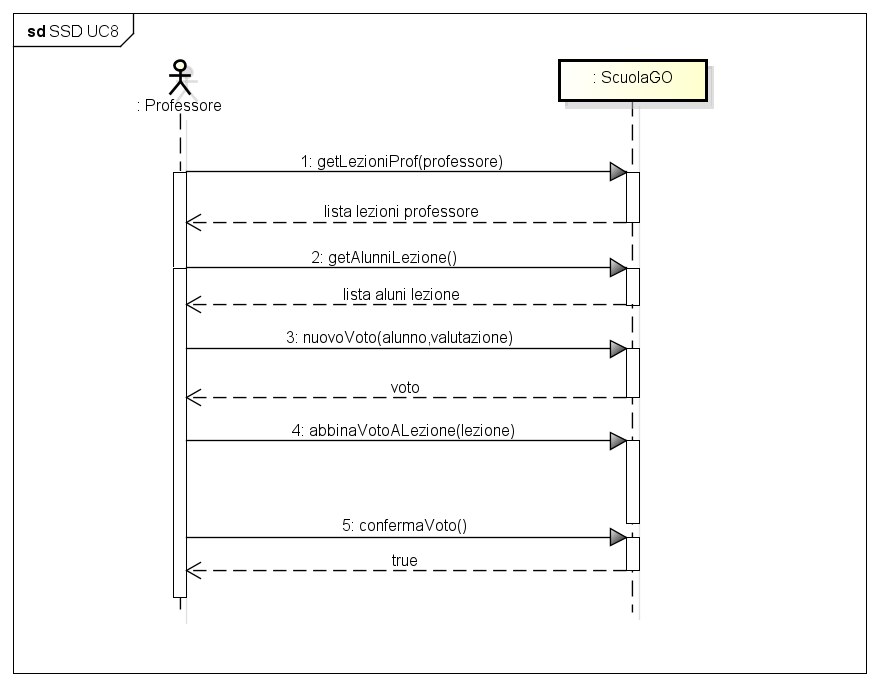 sd SSD UC8
: Professore
: ScuolaGO
1: getLezioniProf(professore)
lista lezioni professore
2: getAlunniLezione()
lista aluni lezione
3: nuovoVoto(alunno,valutazione)
voto
4: abbinaVotoALezione(lezione)
5: confermaVoto()
true